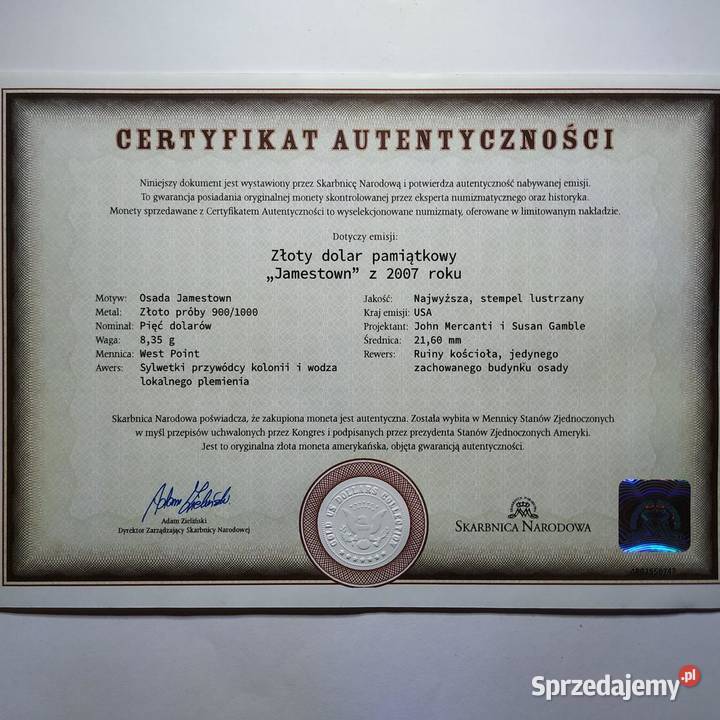 CERTYFIKAT AUTENTYCZNOŚCI
Niniejszy dokument jest wystawiony przez Skarbnicę Narodową i potwierdza autentyczność nabywanej emisji.
To gwarancja posiadania oryginalnej monety skontrolowanej przez eksperta numizmatycznego oraz historyka.
Monety sprzedawane z Certyfikatem Autentyczności to wyselekcjonowane numizmaty, oferowane w limitowanym nakładzie.
Dotyczy emisji:
Złoty dolar pamiątkowy
„Jamestown” z 2007 roku
Motyw: Osada Jamestown
Metal: Złoto próby 900/1000
Nominał: Pięć dolarów
Waga: 8,35 g
Mennica: West Point
Awers: Sylwetki przywódcy kolonii i wodza
lokalnego plemienia
Jakość: Najwyższa, stempel lustrzany
Kraj emisji: USA
Projektant: John Mercanti i Susan Gamble
Średnica: 21,60 mm
Rewers: Ruiny kościoła, jedynego
zachowanego budynku osady
Skarbnica Narodowa poświadcza, że zakupiona moneta jest autentyczna. Została wybita w Mennicy Stanów Zjednoczonych
w myśl przepisów uchwalonych przez Kongres i podpisanych przez prezydenta Stanów Zjednoczonych Ameryki.
Jest to oryginalna złota moneta amerykańska, objęta gwarancją autentyczności.
Adam Zieliński
Adam Zieliński
Dyrektor Zarządzający Skarbnicy Narodowej
GOLD US DOLLARS COLLECTION
SKARBNICA NARODOWA
Sprzedajemy.pl